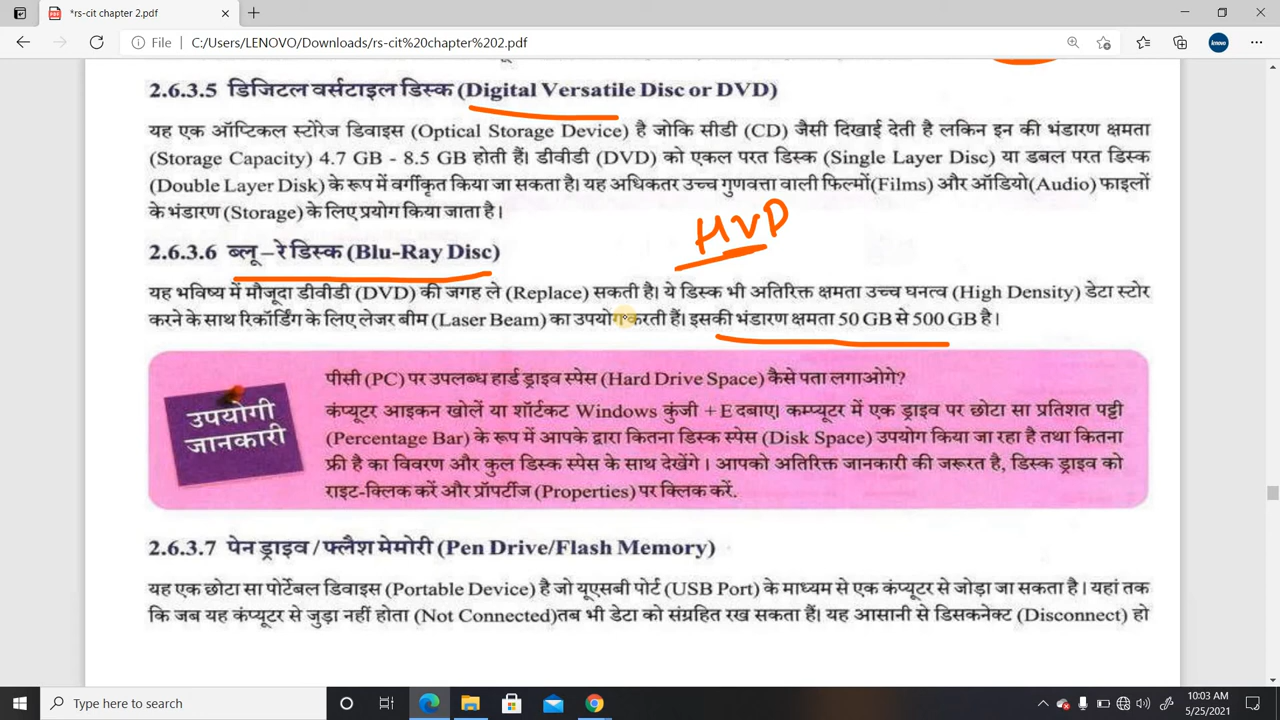 *rs-cit chapter 2.pdf
File C:/Users/LENOVO/Downloads/rs-cit%20chapter%202.pdf
2.6.3.5 डिजिटल वर्सटाइल डिस्क (Digital Versatile Disc or DVD)
यह एक ऑप्टिकल स्टोरेज डिवाइस (Optical Storage Device) है जोकि सीडी (CD) जैसी दिखाई देती है लकिन इन की भंडारण क्षमता
(Storage Capacity) 4.7 GB - 8.5 GB होती हैं। डीवीडी (DVD) को एकल परत डिस्क (Single Layer Disc) या डबल परत डिस्क
(Double Layer Disk) के रूप में वर्गीकृत किया जा सकता है। यह अधिकतर उच्च गुणवत्ता वाली फिल्मों(Films) और ऑडियो(Audio) फाइलों
के भंडारण (Storage) के लिए प्रयोग किया जाता है।
HVD
2.6.3.6 ब्लू–रे डिस्क (Blu-Ray Disc)
यह भविष्य में मौजूदा डीवीडी (DVD) की जगह ले (Replace) सकती है। ये डिस्क भी अतिरिक्त क्षमता उच्च घनत्व (High Density) डेटा स्टोर
करने के साथ रिकॉर्डिंग के लिए लेजर बीम (Laser Beam) का उपयोग करती हैं। इसकी भंडारण क्षमता 50 GB से 500 GB है।
उपयोगी
जानकारी
पीसी (PC) पर उपलब्ध हार्ड ड्राइव स्पेस (Hard Drive Space) कैसे पता लगाओगे?
कंप्यूटर आइकन खोलें या शॉर्टकट Windows कुंजी + E दबाए। कम्प्यूटर में एक ड्राइव पर छोटा सा प्रतिशत पट्टी
(Percentage Bar) के रूप में आपके द्वारा कितना डिस्क स्पेस (Disk Space) उपयोग किया जा रहा है तथा कितना
फ्री है का विवरण और कुल डिस्क स्पेस के साथ देखेंगे। आपको अतिरिक्त जानकारी की जरूरत है, डिस्क ड्राइव को
राइट-क्लिक करें और प्रॉपर्टीज (Properties) पर क्लिक करें.
2.6.3.7 पेन ड्राइव / फ्लैश मेमोरी (Pen Drive/Flash Memory)
यह एक छोटा सा पोर्टेबल डिवाइस (Portable Device) है जो यूएसबी पोर्ट (USB Port) के माध्यम से एक कंप्यूटर से जोड़ा जा सकता है। यहां तक
कि जब यह कंप्यूटर से जुड़ा नहीं होता (Not Connected)तब भी डेटा को संग्रहित रख सकता हैं। यह आसानी से डिसकनेक्ट (Disconnect) हो
Type here to search
10:03 AM
5/25/2021